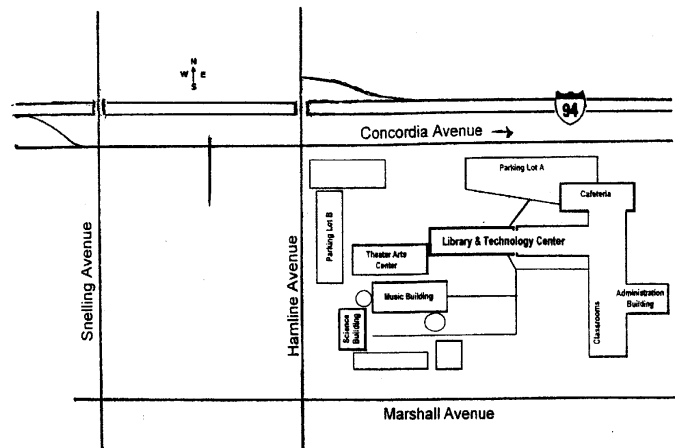 N
W E
S
94
Concordia Avenue
Parking Lot A
Cafeteria
Parking Lot B
Library & Technology Center
Theater Arts
Center
Snelling Avenue
Hamline Avenue
Music Building
Administration
Building
Science
Building
Classrooms
Marshall Avenue